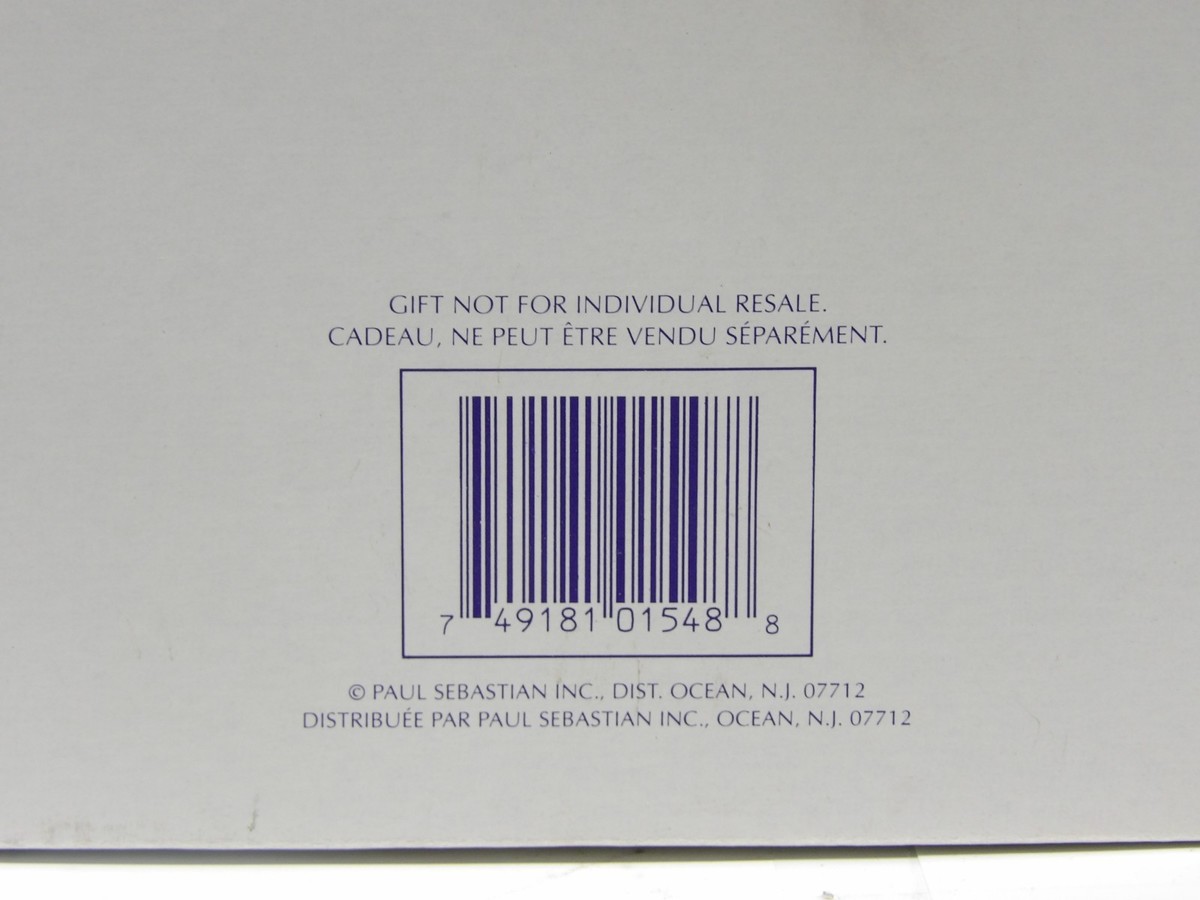 GIFT NOT FOR INDIVIDUAL RESALE.
CADEAU, NE PEUT ÊTRE VENDU SÉPARÉMENT.
7 49181 01548 8
© PAUL SEBASTIAN INC., DIST. OCEAN, N.J. 07712
DISTRIBUÉE PAR PAUL SEBASTIAN INC., OCEAN, N.J. 07712